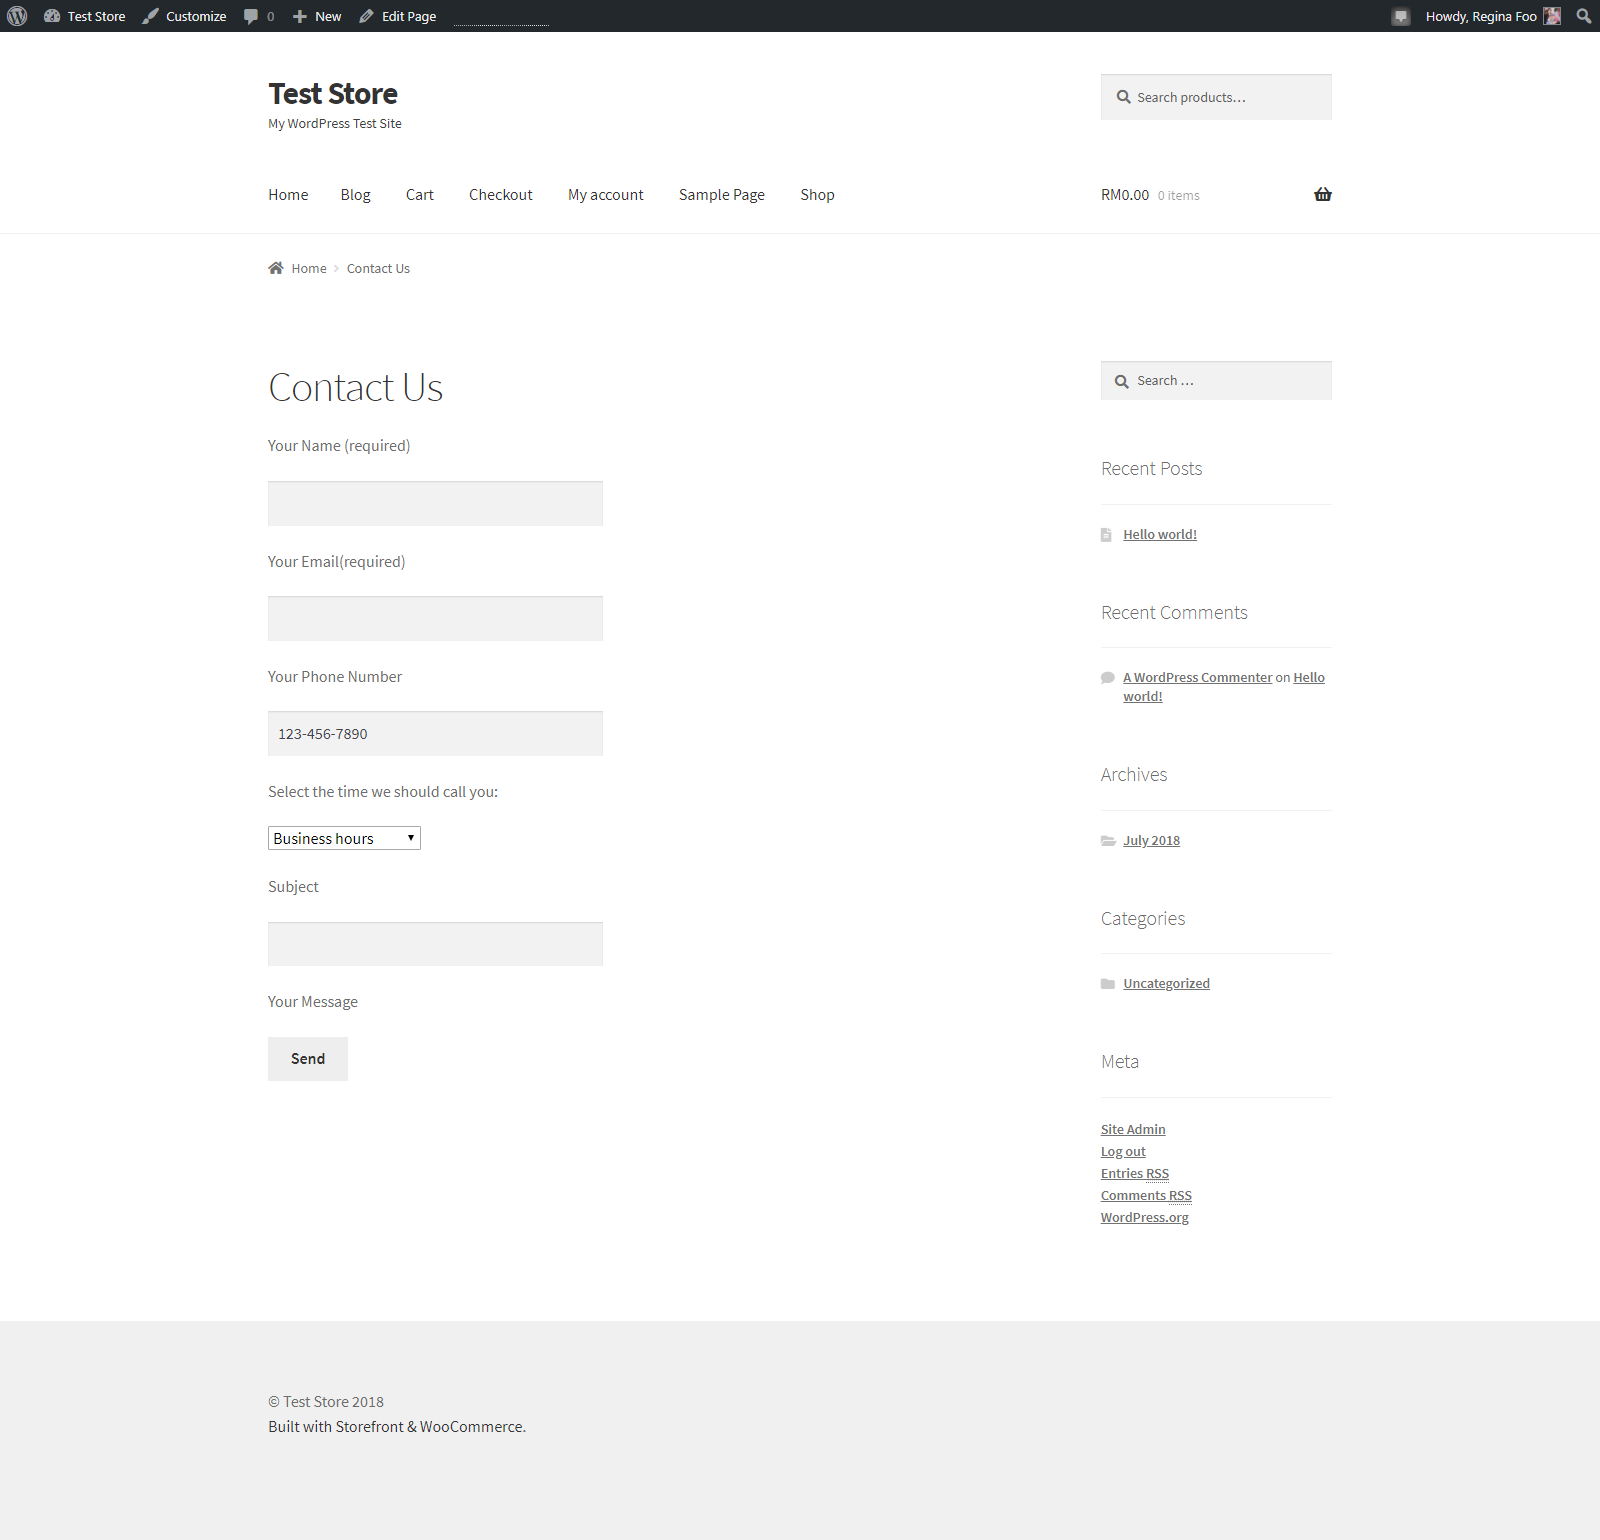 Test Store Customize 0 New Edit Page Howdy, Regina Foo
Test Store
My WordPress Test Site
Search products…
Home Blog Cart Checkout My account Sample Page Shop
RM0.00 0 items
Home Contact Us
Contact Us
Your Name (required)
Your Email(required)
Your Phone Number
123-456-7890
Select the time we should call you:
Business hours
Subject
Your Message
Send
Search …
Recent Posts
Hello world!
Recent Comments
A WordPress Commenter on Hello
world!
Archives
July 2018
Categories
Uncategorized
Meta
Site Admin
Log out
Entries RSS
Comments RSS
WordPress.org
© Test Store 2018
Built with Storefront & WooCommerce.